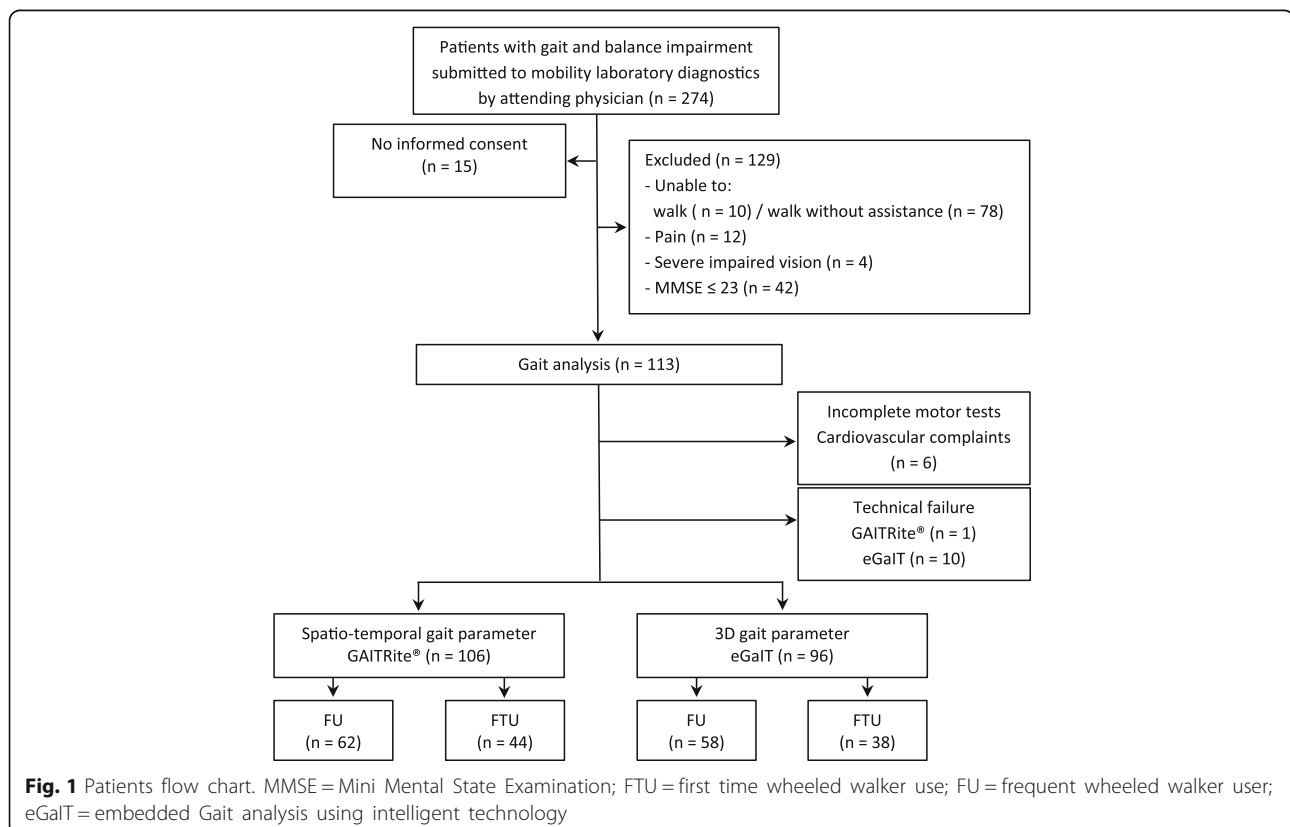 Patients with gait and balance impairment
submitted to mobility laboratory diagnostics
by attending physician (n = 274)
No informed consent
(n = 15)
Excluded (n = 129)
- Unable to:
walk ( n = 10) / walk without assistance (n = 78)
- Pain (n = 12)
- Severe impaired vision (n = 4)
- MMSE ≤ 23 (n = 42)
Gait analysis (n = 113)
Incomplete motor tests
Cardiovascular complaints
(n = 6)
Technical failure
GAITRite® (n = 1)
eGaIT (n = 10)
Spatio-temporal gait parameter
GAITRite® (n = 106)
3D gait parameter
eGaIT (n = 96)
FU
(n = 62)
FTU
(n = 44)
FU
(n = 58)
FTU
(n = 38)
Fig. 1 Patients flow chart. MMSE = Mini Mental State Examination; FTU = first time wheeled walker use; FU = frequent wheeled walker user;
eGaIT = embedded Gait analysis using intelligent technology